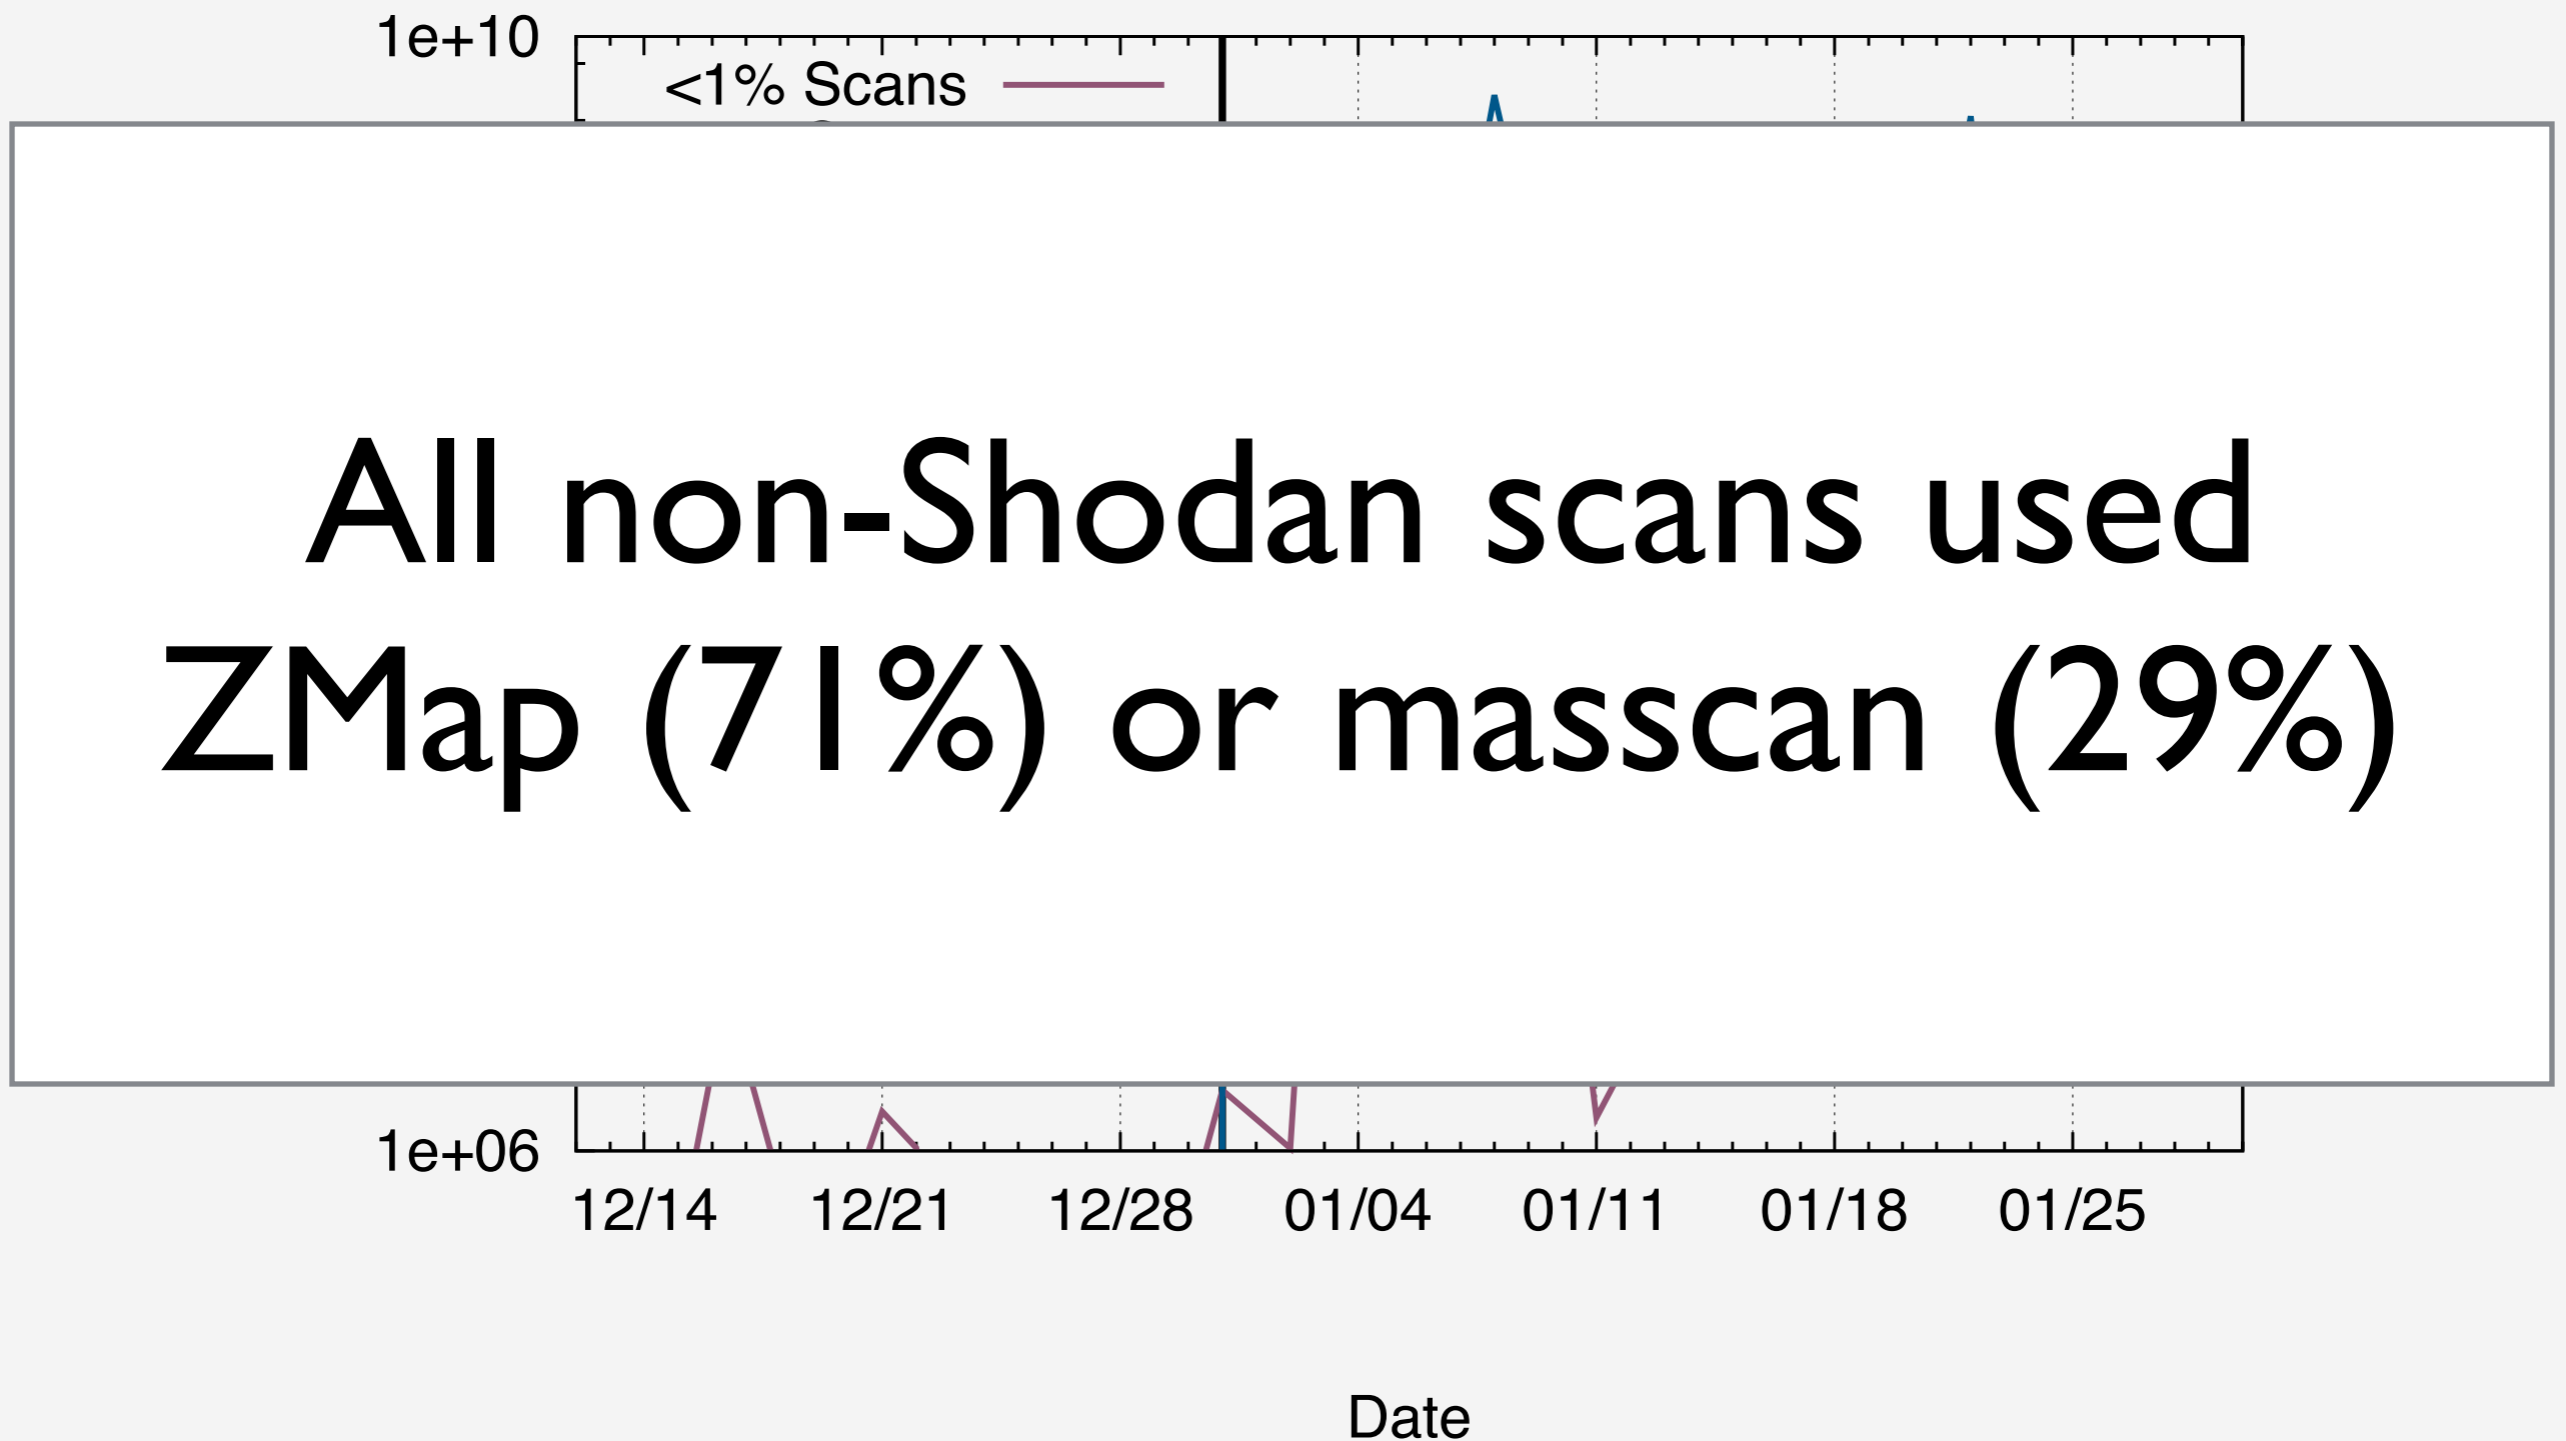 1e+10
<1% Scans
All non-Shodan scans used
ZMap (71%) or masscan (29%)
1e+06
12/14 12/21 12/28 01/04 01/11 01/18 01/25
Date